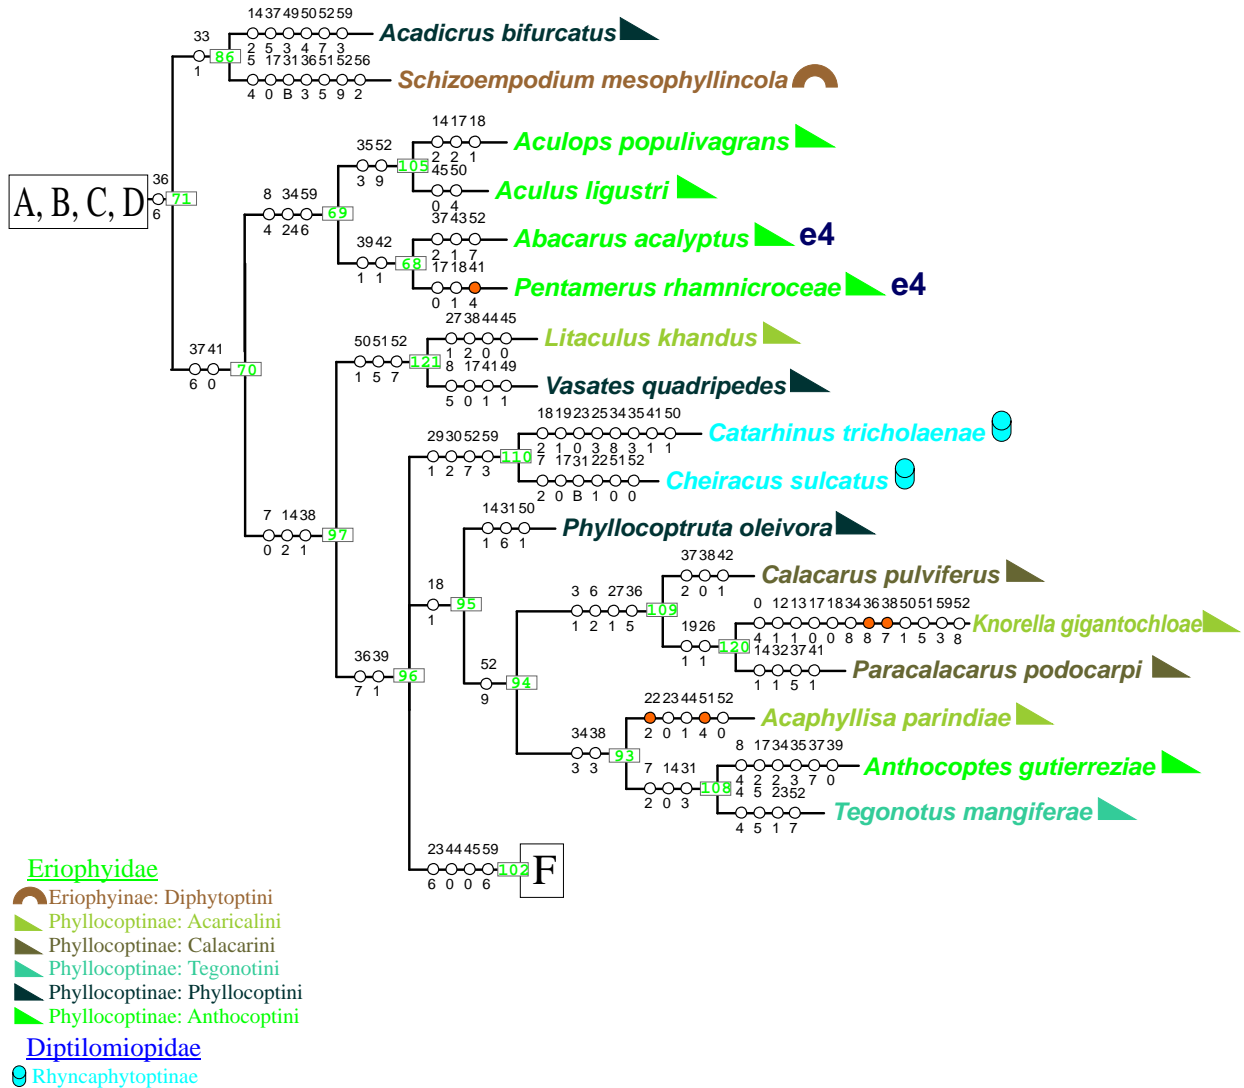 14 37 49 50 52 59
Acadicrus bifurcatus
33
86
2 5 3 4 7 3
1
5 17 31 36 51 52 56
Schizoempodium mesophyllincola
4 0 B 3 5 9 2
14 17 18
35 52
Aculops populivagrans
105
2 2 1
3 9
45 50
36
A, B, C, D
71
6
8 34 59
Aculus ligustri
0 4
69
4 24 6
37 43 52
Abacarus acalyptus e4
39 42
68
2 1 7
1 1
17 18 41
Pentamerus rhamnicroceae e4
0 1 4
27 38 44 45
Litaculus khandus
50 51 52
121
1 2 0 0
1 5 7
37 41
70
6 0
8 17 41 49
Vasates quadripedes
5 0 1 1
18 19 23 25 34 35 41 50
Catarhinus tricholaenae
29 30 52 59
110
2 1 0 3 8 3 1 1
1 2 7 3
7 17 31 22 51 52
Cheiracus sulcatus
2 0 B 1 0 0
14 31 50
Phyllocoptruta oleivora
7 14 38
97
0 2 1
1 6 1
37 38 42
Calacarus pulviferus
2 0 1
18
95
1
3 6 27 36
109
1 2 1 5
0 12 13 17 18 34 36 38 50 51 59 52
Knorella gigantochloae
19 26
120
4 1 1 0 0 8 8 7 1 5 3 8
1 1
14 32 37 41
Paracalacarus podocarpi
1 1 5 1
36 39
96
7 1
52
94
9
22 23 44 51 52
Acaphyllisa parindiae
2 0 1 4 0
34 38
93
3 3
8 17 34 35 37 39
Anthocoptes gutierreziae
7 14 31
108
4 2 2 3 7 0
2 0 3
4 5 23 52
Tegonotus mangiferae
4 5 1 7
23 44 45 59
102
F
6 0 0 6
Eriophyidae
Eriophyinae: Diphytoptini
Phyllocoptinae: Acaricalini
Phyllocoptinae: Calacarini
Phyllocoptinae: Tegonotini
Phyllocoptinae: Phyllocoptini
Phyllocoptinae: Anthocoptini
Diptilomiopidae
Rhyncaphytoptinae